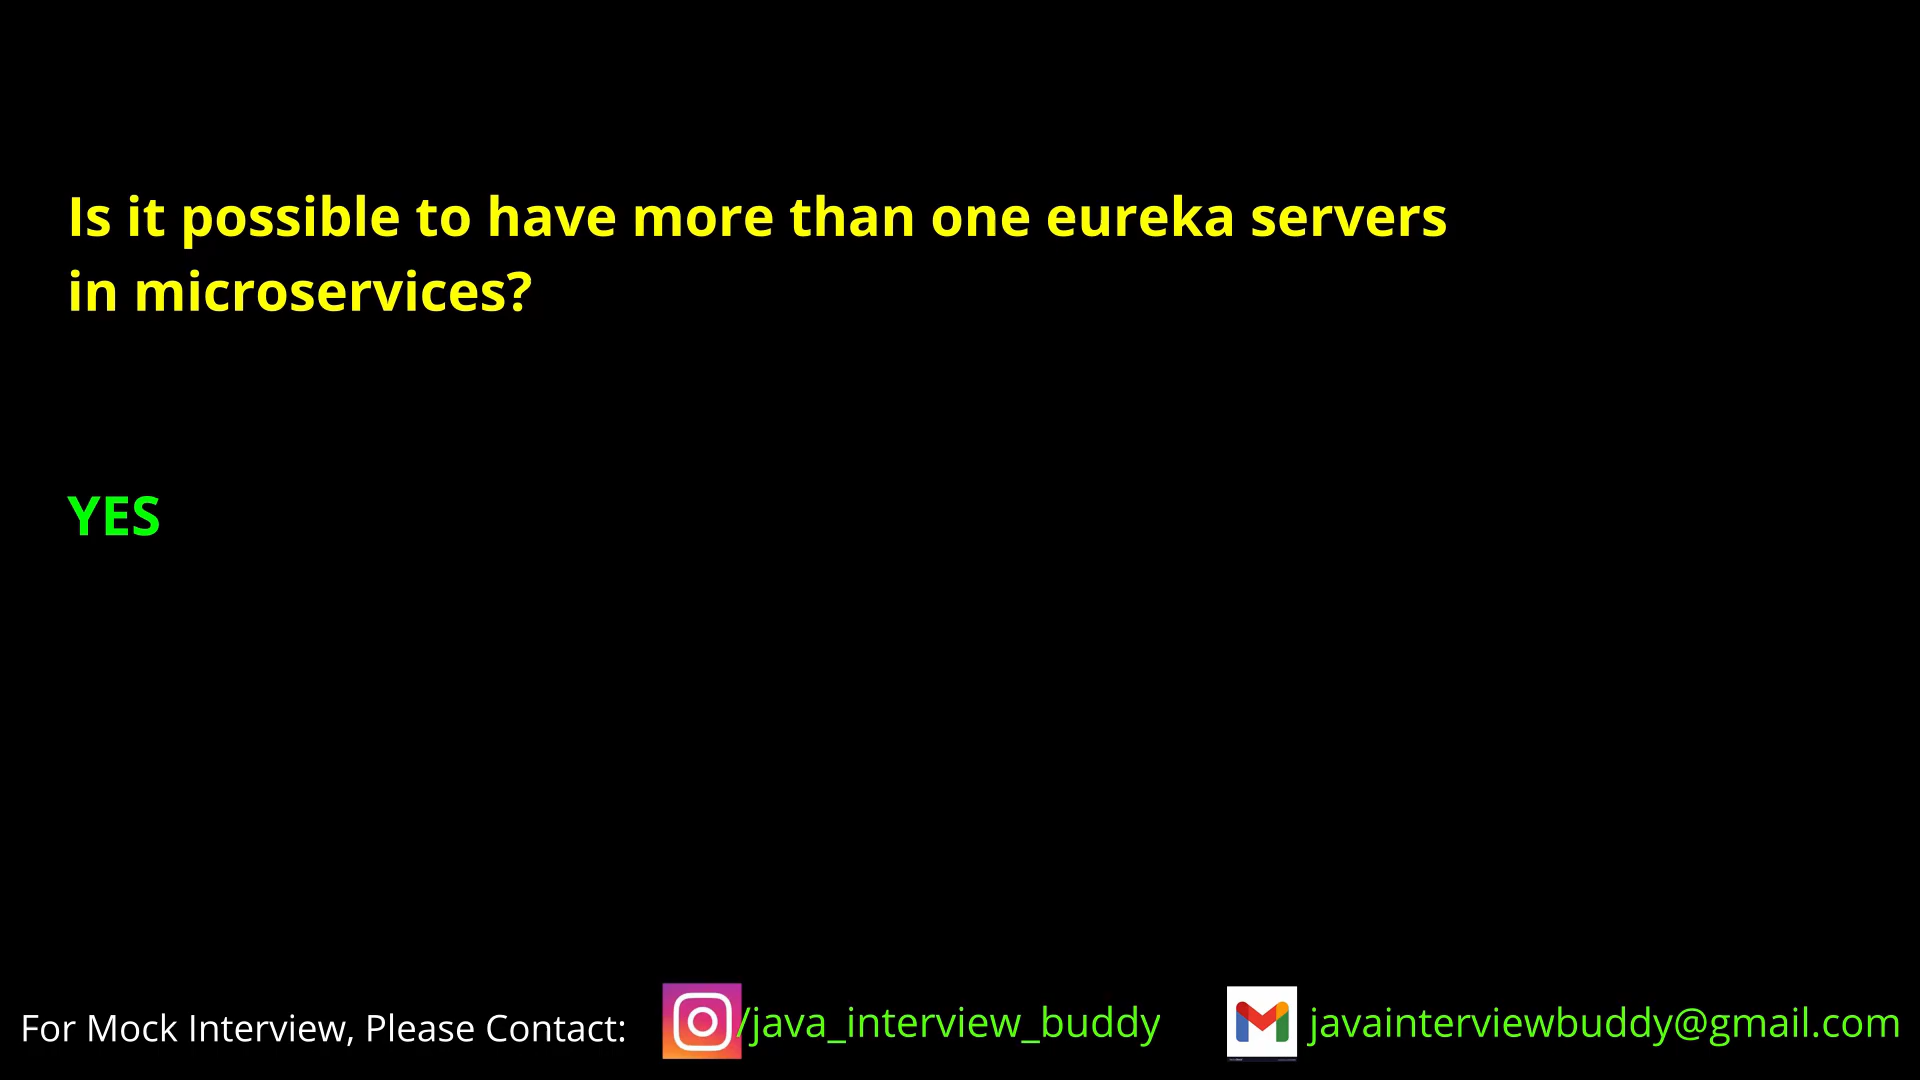 Is it possible to have more than one eureka servers
in microservices?
YES
For Mock Interview, Please Contact: /java_interview_buddy javainterviewbuddy@gmail.com